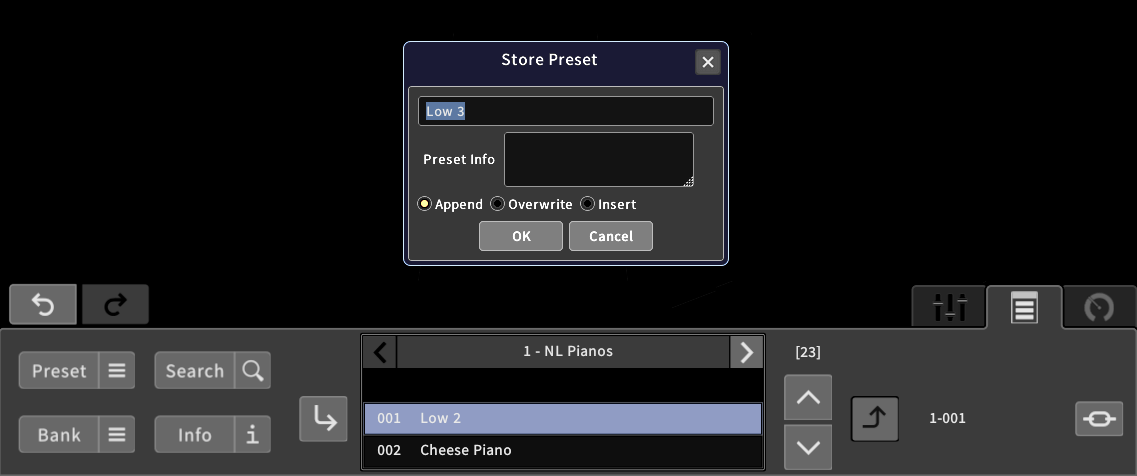 Store Preset
Low 3
Preset Info
Append Overwrite Insert
OK Cancel
1 - NL Pianos [23]
Preset Search
001 Low 2 1-001
Bank Info
002 Cheese Piano